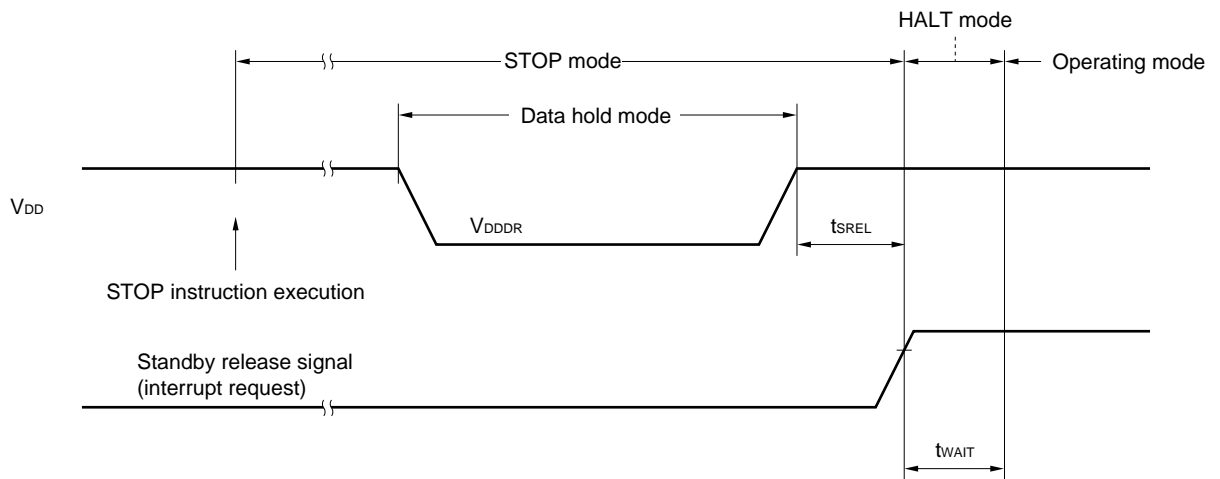 HALT mode
STOP mode
Operating mode
Data hold mode
VDD
VDDDR
tSREL
STOP instruction execution
Standby release signal
(interrupt request)
tWAIT